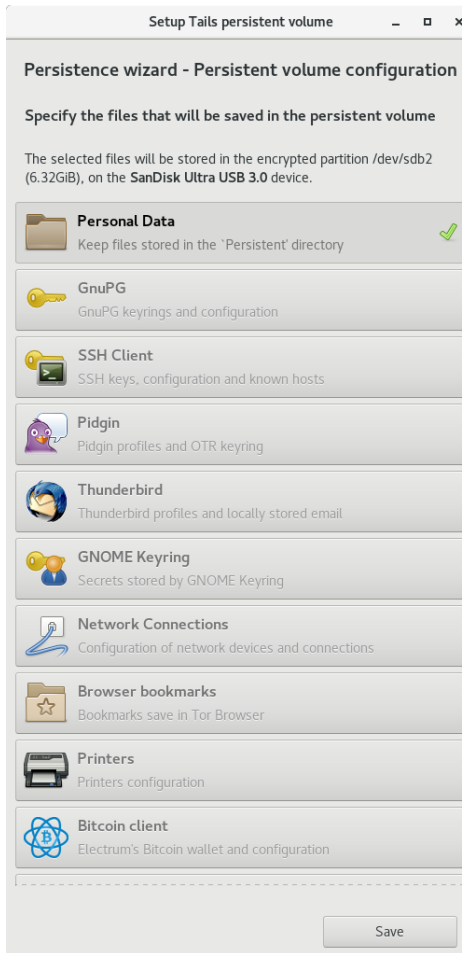 Setup Tails persistent volume
Persistence wizard - Persistent volume configuration
Specify the files that will be saved in the persistent volume
The selected files will be stored in the encrypted partition /dev/sdb2
(6.32GiB), on the SanDisk Ultra USB 3.0 device.
Personal Data
Keep files stored in the `Persistent' directory
GnuPG
GnuPG keyrings and configuration
SSH Client
SSH keys, configuration and known hosts
Pidgin
Pidgin profiles and OTR keyring
Thunderbird
Thunderbird profiles and locally stored email
GNOME Keyring
Secrets stored by GNOME Keyring
Network Connections
Configuration of network devices and connections
Browser bookmarks
Bookmarks save in Tor Browser
Printers
Printers configuration
Bitcoin client
Electrum's Bitcoin wallet and configuration
Save